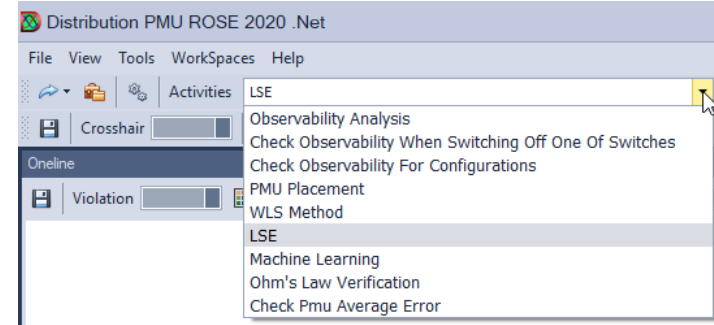 Distribution PMU ROSE 2020 .Net
File View Tools WorkSpaces Help
Activities LSE
Crosshair
Oneline
Violation
Observability Analysis
Check Observability When Switching Off One Of Switches
Check Observability For Configurations
PMU Placement
WLS Method
LSE
Machine Learning
Ohm's Law Verification
Check Pmu Average Error